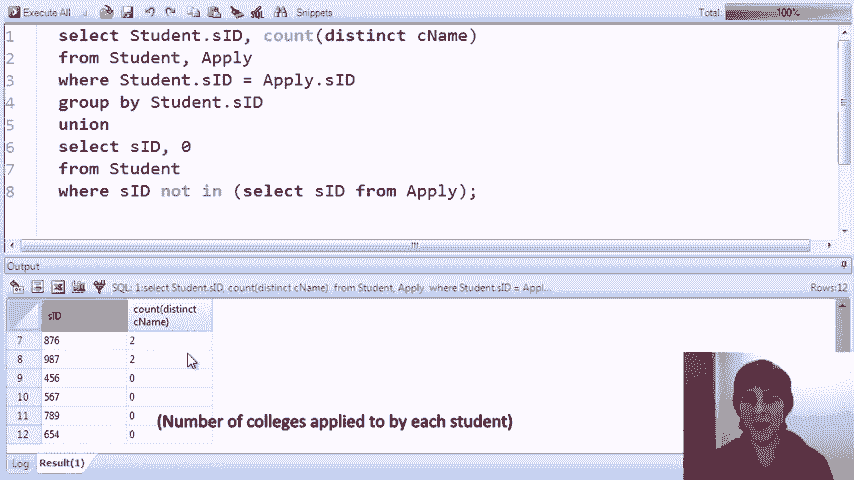 Execute All Snippets Total: 100%
1 select Student.sID, count(distinct cName)
2 from Student, Apply
3 where Student.sID = Apply.sID
4 group by Student.sID
5 union
6 select sID, 0
7 from Student
8 where sID not in (select sID from Apply);
Output
SQL: 1:select Student.sID count(distinct cName) from Student, Apply where Student.sID = Appl... Rows:12
sID count(distinct cName)
7 876 2
8 987 2
9 456 0
10 567 0
11 789 0
12 654 0
(Number of colleges applied to by each student)
Log Result(1)